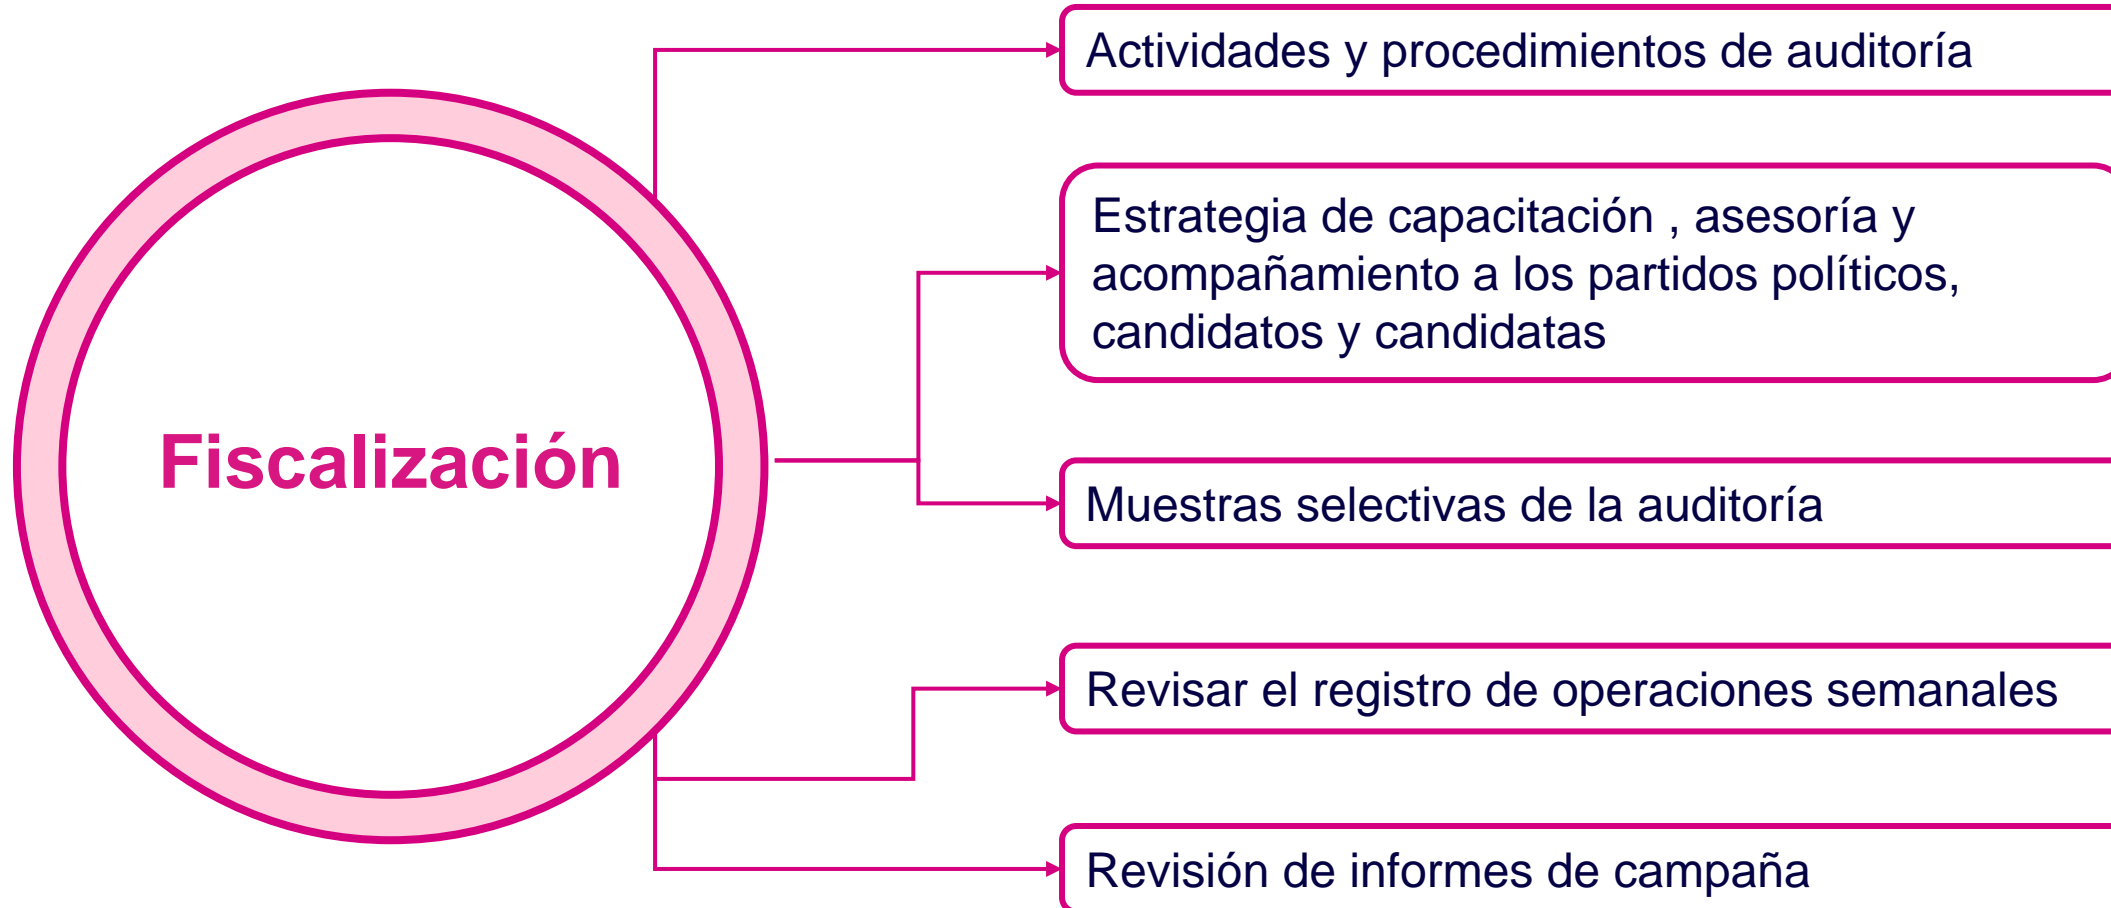 Actividades y procedimientos de auditoría
Estrategia de capacitación , asesoría y
acompañamiento a los partidos políticos,
candidatos y candidatas
Fiscalización
Muestras selectivas de la auditoría
Revisar el registro de operaciones semanales
Revisión de informes de campaña